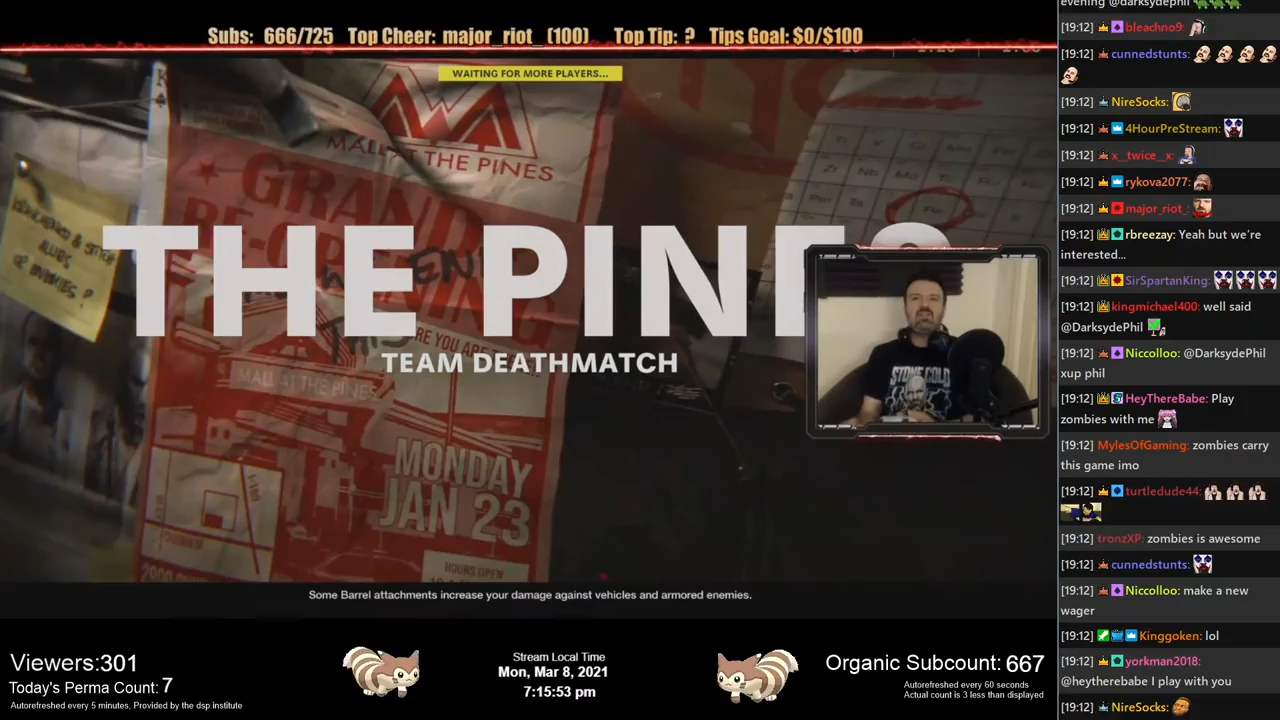 Subs: 666/725 Top Cheer: major_riot_(100) Top Tip: ? Tips Goal: $0/$100
WAITING FOR MORE PLAYERS...
MALL AT THE PINES
GRAND
THE PINES
TEAM DEATHMATCH
MALL AT THE PINES
MONDAY
JAN 23
HOURS OPEN
Some Barrel attachments increase your damage against vehicles and armored enemies.
Viewers:301
Today's Perma Count: 7
Autorefreshed every 5 minutes, Provided by the dsp institute
Stream Local Time
Mon, Mar 8, 2021
7:15:53 pm
Organic Subcount: 667
Autorefreshed every 60 seconds
Actual count is 3 less than displayed
STONE COLD
evening @darksydephil
[19:12] bleachno9:
[19:12] cunnedstunts:
[19:12] NireSocks:
[19:12] 4HourPreStream:
[19:12] x_twice_x:
[19:12] rykova2077:
[19:12] major_riot_:
[19:12] rbreezay: Yeah but we're
interested...
[19:12] SirSpartanKing:
[19:12] kingmichael400: well said
@DarksydePhil
[19:12] Niccolloo: @DarksydePhil
xup phil
[19:12] HeyThereBabe: Play
zombies with me
[19:12] MylesOfGaming: zombies carry
this game imo
[19:12] turtledude44:
[19:12] tronzXP: zombies is awesome
[19:12] cunnedstunts:
[19:12] Niccolloo: make a new
wager
[19:12] Kinggoken: lol
[19:12] yorkman2018:
@heytherebabe I play with you
[19:12] NireSocks: